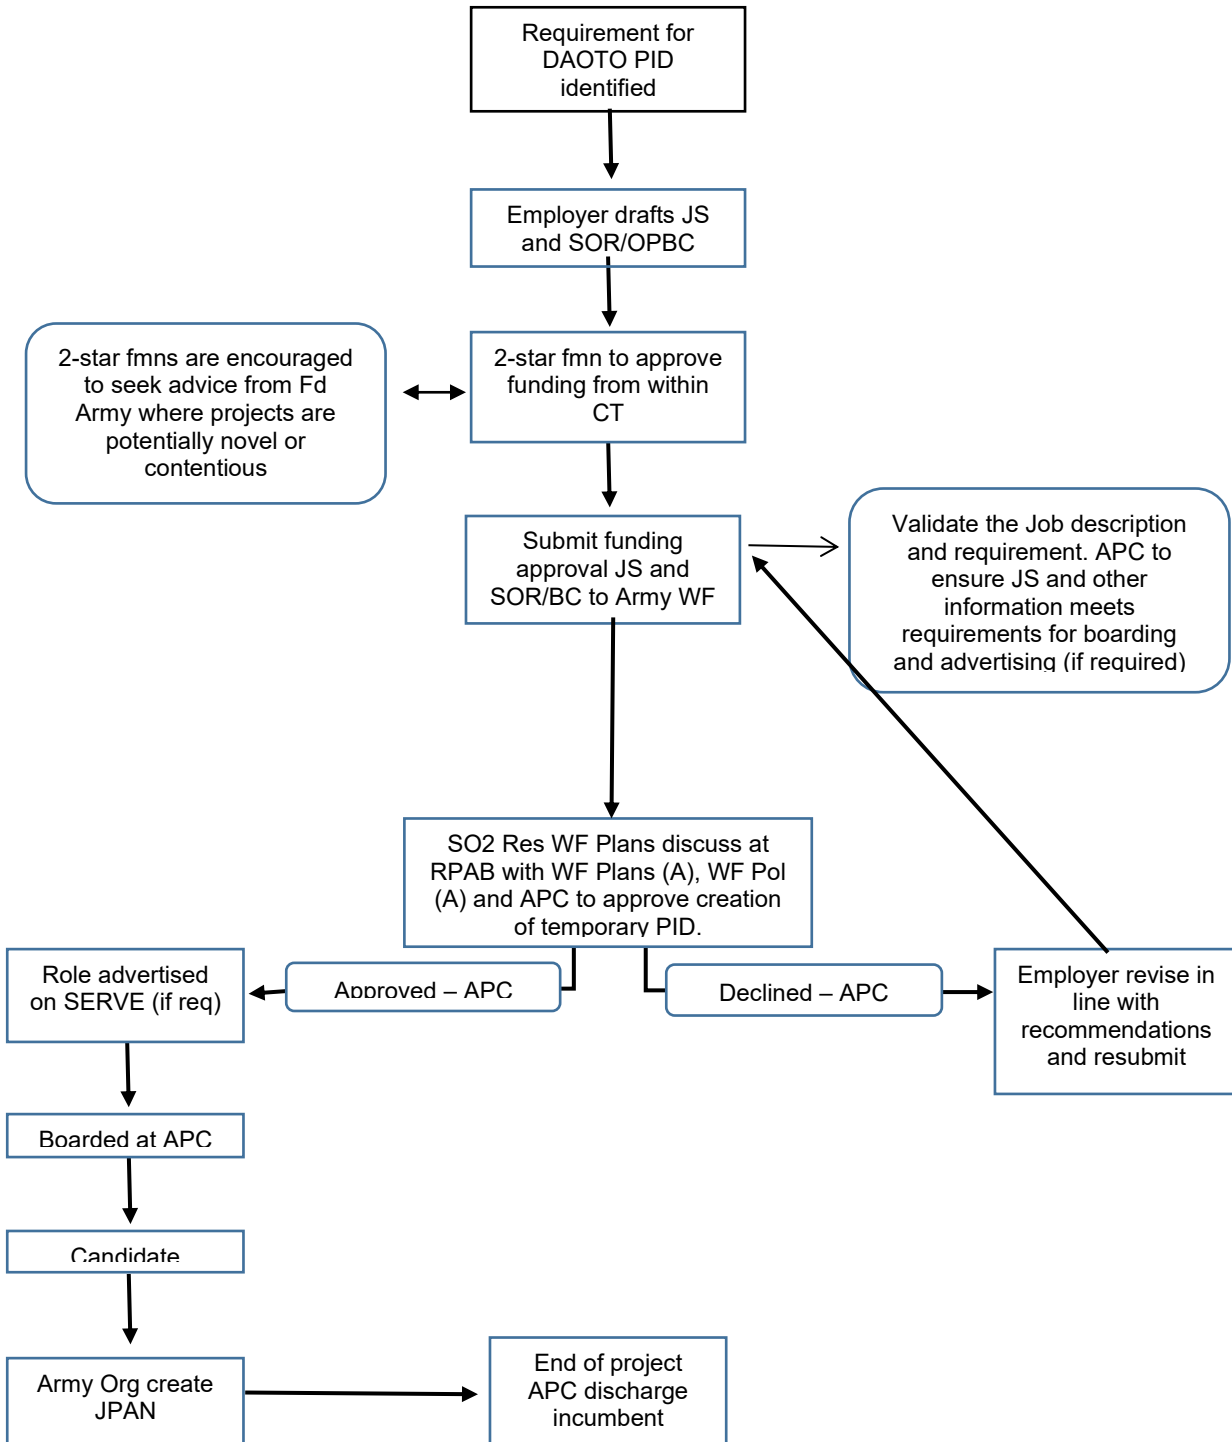 Requirement for
DAOTO PID
identified
Employer drafts JS
and SOR/OPBC
2-star fmns are encouraged
to seek advice from Fd
Army where projects are
potentially novel or
contentious
2-star fmn to approve
funding from within
CT
Submit funding
approval JS and
SOR/BC to Army WF
Validate the Job description
and requirement. APC to
ensure JS and other
information meets
requirements for boarding
and advertising (if required)
SO2 Res WF Plans discuss at
RPAB with WF Plans (A), WF Pol
(A) and APC to approve creation
of temporary PID.
Role advertised
on SERVE (if req)
Approved – APC
Declined – APC
Employer revise in
line with
recommendations
and resubmit
Boarded at APC
Candidate
Army Org create
JPAN
End of project
APC discharge
incumbent